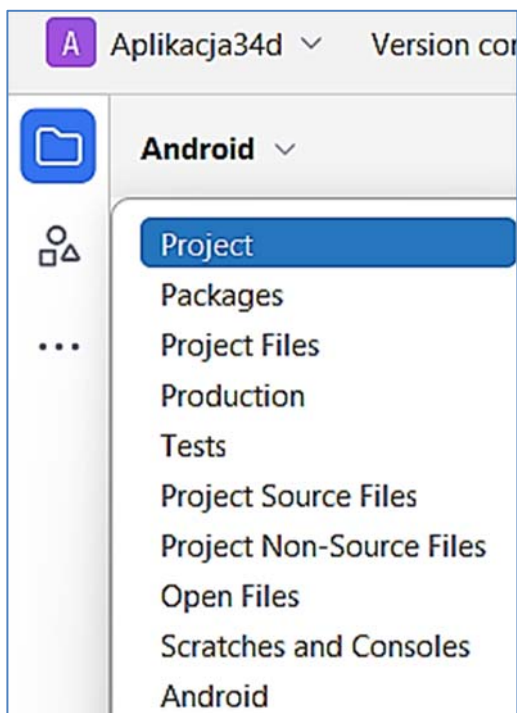 A Aplikacja34d Version cor
Android
Project
Packages
Project Files
Production
Tests
Project Source Files
Project Non-Source Files
Open Files
Scratches and Consoles
Android